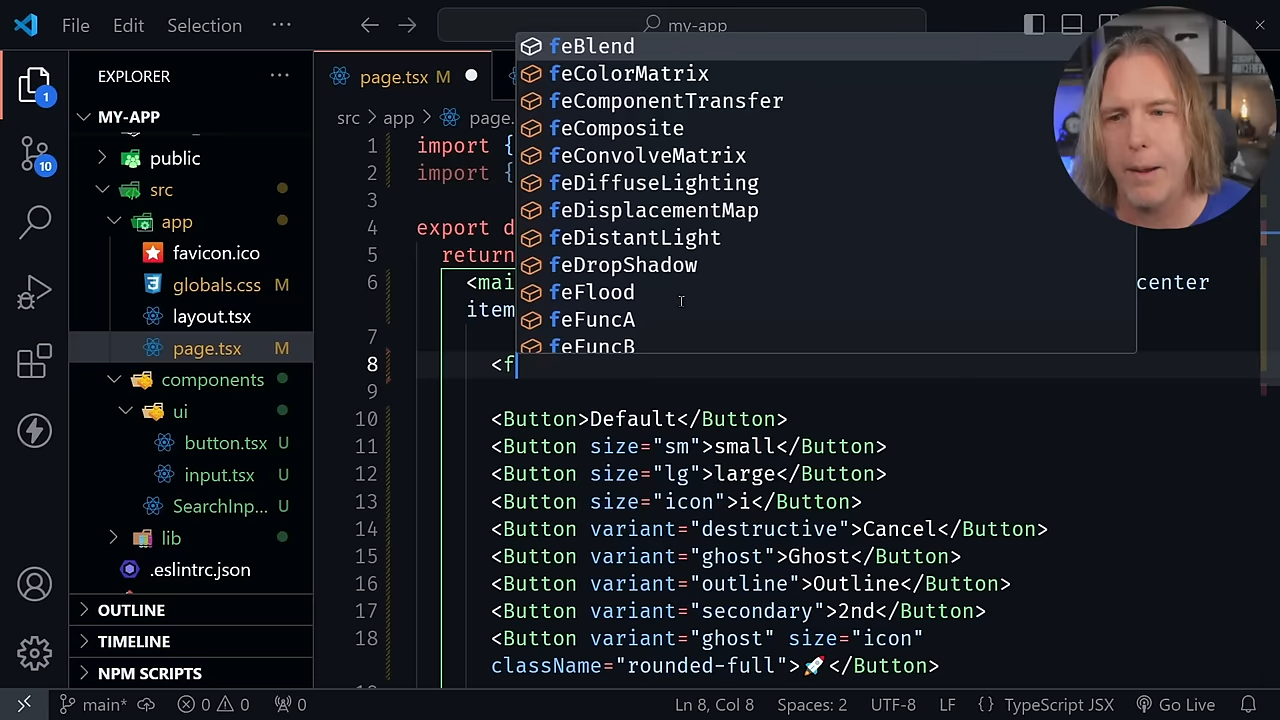 File Edit Selection ···
my-app
EXPLORER ···
MY-APP
public
src
app
favicon.ico
globals.css M
layout.tsx
page.tsx M
components
ui
button.tsx U
input.tsx U
SearchInp... U
lib
.eslintrc.json
OUTLINE
TIMELINE
NPM SCRIPTS
1
10
page.tsx M
src > app > page.
1 import {
2 import {
3
4 export d
5 return
6 <mai center
item
7
8 <f
9
10 <Button>Default</Button>
11 <Button size="sm">small</Button>
12 <Button size="lg">large</Button>
13 <Button size="icon">i</Button>
14 <Button variant="destructive">Cancel</Button>
15 <Button variant="ghost">Ghost</Button>
16 <Button variant="outline">Outline</Button>
17 <Button variant="secondary">2nd</Button>
18 <Button variant="ghost" size="icon"
className="rounded-full">🚀</Button>
feBlend
feColorMatrix
feComponentTransfer
feComposite
feConvolveMatrix
feDiffuseLighting
feDisplacementMap
feDistantLight
feDropShadow
feFlood
feFuncA
feFuncB
main* 0 0 0 Ln 8, Col 8 Spaces: 2 UTF-8 LF {} TypeScript JSX Go Live